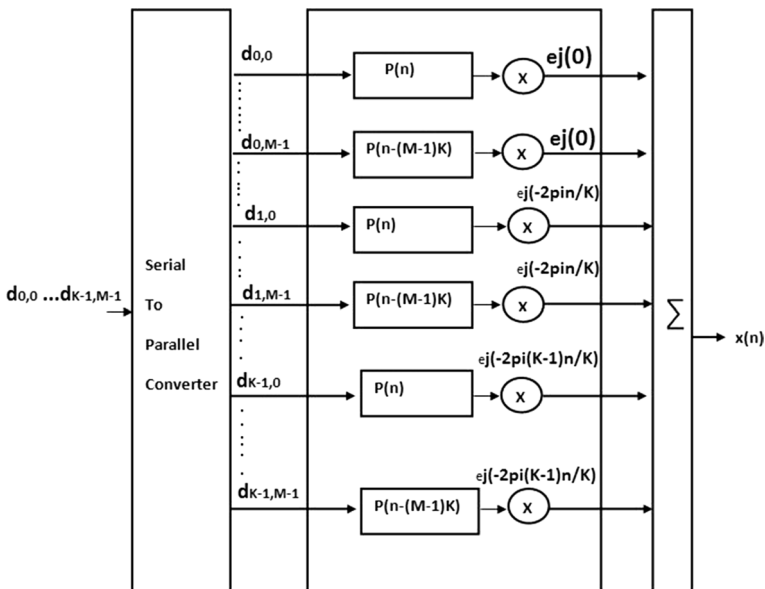 d0,0
P(n)
x
ej(0)
d0,M-1
P(n-(M-1)K)
x
ej(0)
d1,0
P(n)
x
ej(-2pin/K)
d1,M-1
P(n-(M-1)K)
x
ej(-2pin/K)
d0,0 ...dK-1,M-1
Serial
To
Parallel
Converter
∑
x(n)
dK-1,0
P(n)
x
ej(-2pi(K-1)n/K)
dK-1,M-1
P(n-(M-1)K)
x
ej(-2pi(K-1)n/K)